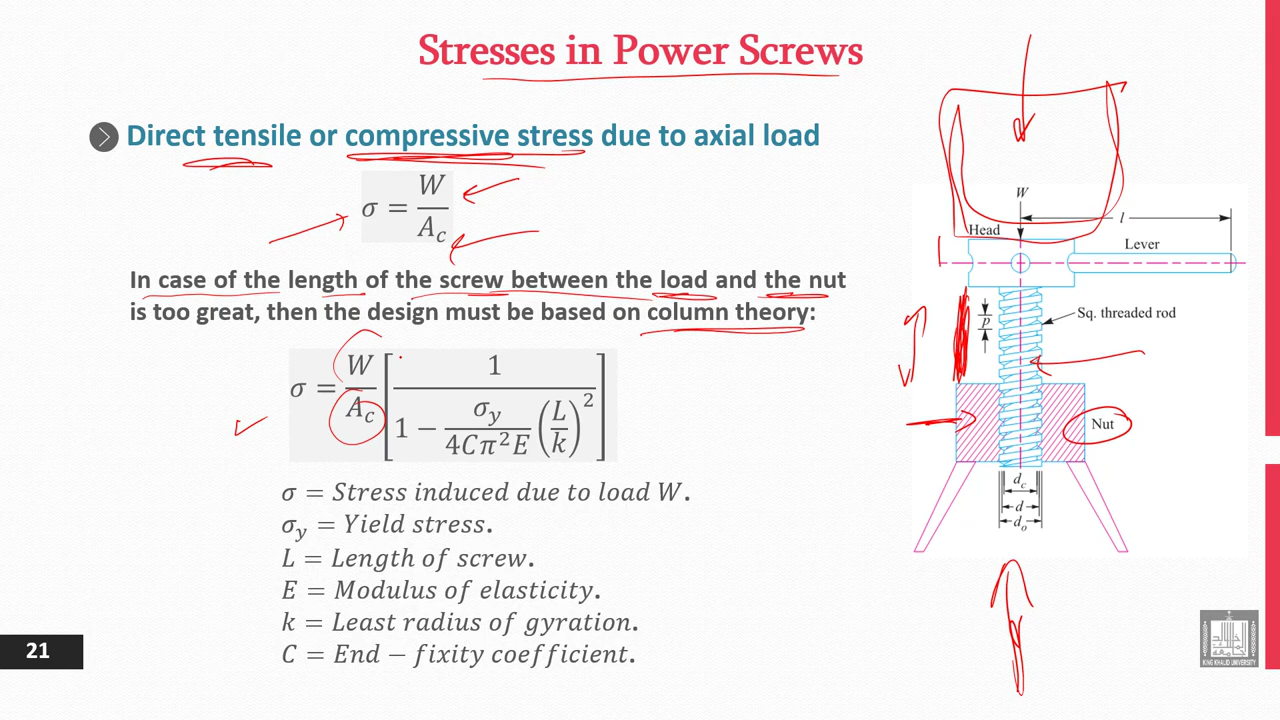 Stresses in Power Screws
Direct tensile or compressive stress due to axial load
σ = W / A_c
In case of the length of the screw between the load and the nut
is too great, then the design must be based on column theory:
σ = W / A_c [ 1 / (1 − σ_y / (4Cπ²E) (L / k)²) ]
σ = Stress induced due to load W.
σ_y = Yield stress.
L = Length of screw.
E = Modulus of elasticity.
k = Least radius of gyration.
C = End − fixity coefficient.
W
l
Head
Lever
p
Sq. threaded rod
Nut
d_c
d
d_o
21
KING KHALID UNIVERSITY